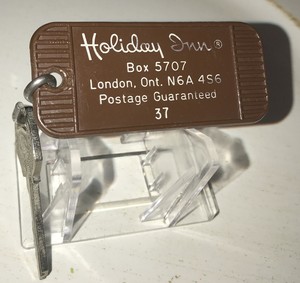 Holiday Inn®
Box 5707
London, Ont. N6A 4S6
Postage Guaranteed
37